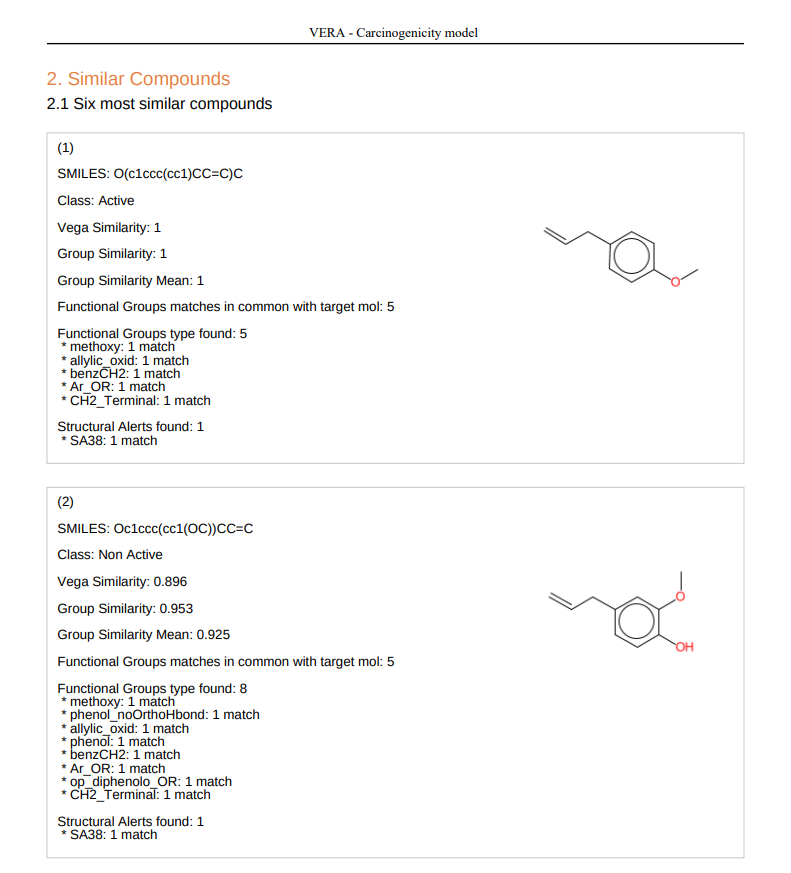 VERA - Carcinogenicity model
2. Similar Compounds
2.1 Six most similar compounds
(1)
SMILES: O(c1ccc(cc1)CC=C)C
Class: Active
Vega Similarity: 1
Group Similarity: 1
Group Similarity Mean: 1
Functional Groups matches in common with target mol: 5
Functional Groups type found: 5
* methoxy: 1 match
* allylic_oxid: 1 match
* benzCH2: 1 match
* Ar_OR: 1 match
* CH2_Terminal: 1 match
Structural Alerts found: 1
* SA38: 1 match
O
(2)
SMILES: Oc1ccc(cc1(OC))CC=C
Class: Non Active
Vega Similarity: 0.896
Group Similarity: 0.953
Group Similarity Mean: 0.925
Functional Groups matches in common with target mol: 5
Functional Groups type found: 8
* methoxy: 1 match
* phenol_noOrthoHbond: 1 match
* allylic_oxid: 1 match
* phenol: 1 match
* benzCH2: 1 match
* Ar_OR: 1 match
* op_diphenolo_OR: 1 match
* CH2_Terminal: 1 match
Structural Alerts found: 1
* SA38: 1 match
O
OH